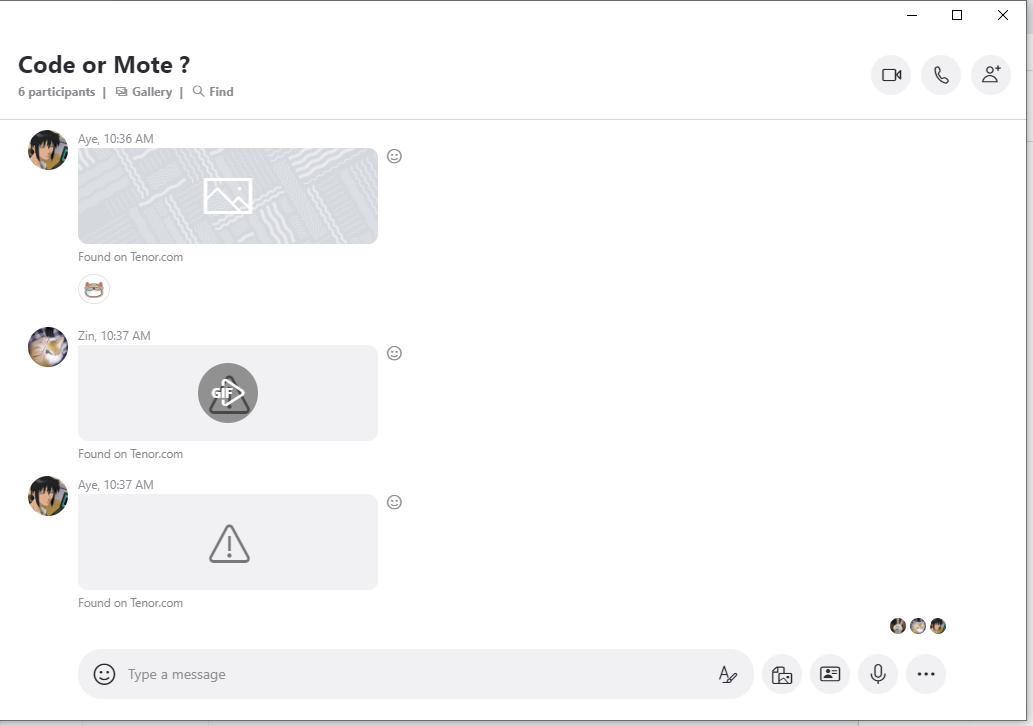 Code or Mote ?
6 participants | Gallery | Find
Aye, 10:36 AM
Found on Tenor.com
Zin, 10:37 AM
GIF
Found on Tenor.com
Aye, 10:37 AM
Found on Tenor.com
Type a message